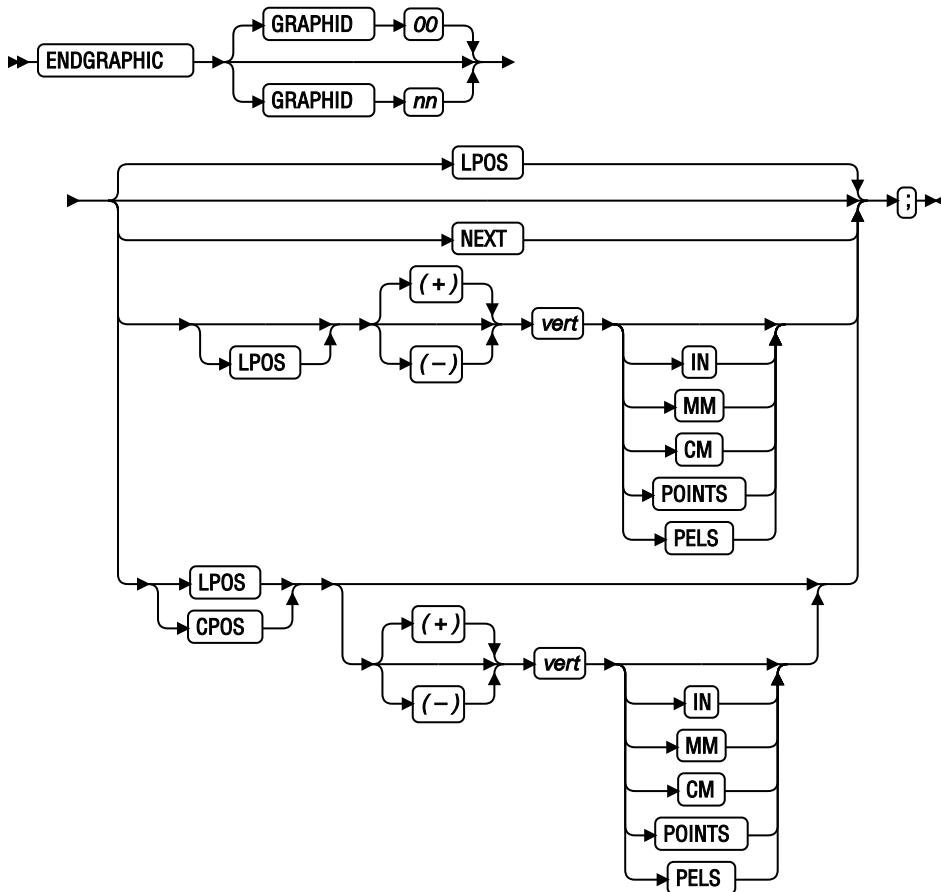 GRAPHID 00
ENDGRAPHIC
GRAPHID nn
LPOS
;
NEXT
(+)
vert
LPOS
(–)
IN
MM
CM
POINTS
PELS
LPOS
CPOS
(+)
vert
(–)
IN
MM
CM
POINTS
PELS